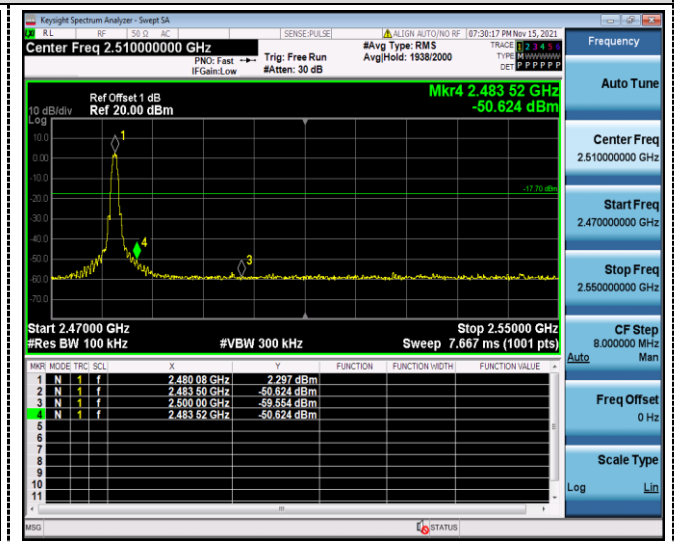 Keysight Spectrum Analyzer - Swept SA
RL RF 50 Ω AC SENSE:PULSE ALIGN AUTO/NO RF 07:30:17 PM Nov 15, 2021
Center Freq 2.510000000 GHz
PNO: Fast
IFGain:Low
Trig: Free Run
#Atten: 30 dB
#Avg Type: RMS
Avg|Hold: 1938/2000
TRACE 1 2 3 4 5 6
TYPE M WWWWW
DET P P P P P P
10 dB/div
Log
Ref Offset 1 dB
Ref 20.00 dBm
Mkr4 2.483 52 GHz
-50.624 dBm
10.0
0.00
-10.0
-20.0
-30.0
-40.0
-50.0
-60.0
-70.0
1
4
3
-17.70 dBm
Start 2.47000 GHz
#Res BW 100 kHz
#VBW 300 kHz
Stop 2.55000 GHz
Sweep 7.667 ms (1001 pts)
MKR MODE TRC SCL X Y FUNCTION FUNCTION WIDTH FUNCTION VALUE
1 N 1 f 2.480 08 GHz 2.297 dBm
2 N 1 f 2.483 50 GHz -50.624 dBm
3 N 1 f 2.500 00 GHz -59.554 dBm
4 N 1 f 2.483 52 GHz -50.624 dBm
5
6
7
8
9
10
11
MSG STATUS
Frequency
Auto Tune
Center Freq
2.510000000 GHz
Start Freq
2.470000000 GHz
Stop Freq
2.550000000 GHz
CF Step
8.000000 MHz
Auto Man
Freq Offset
0 Hz
Scale Type
Log Lin